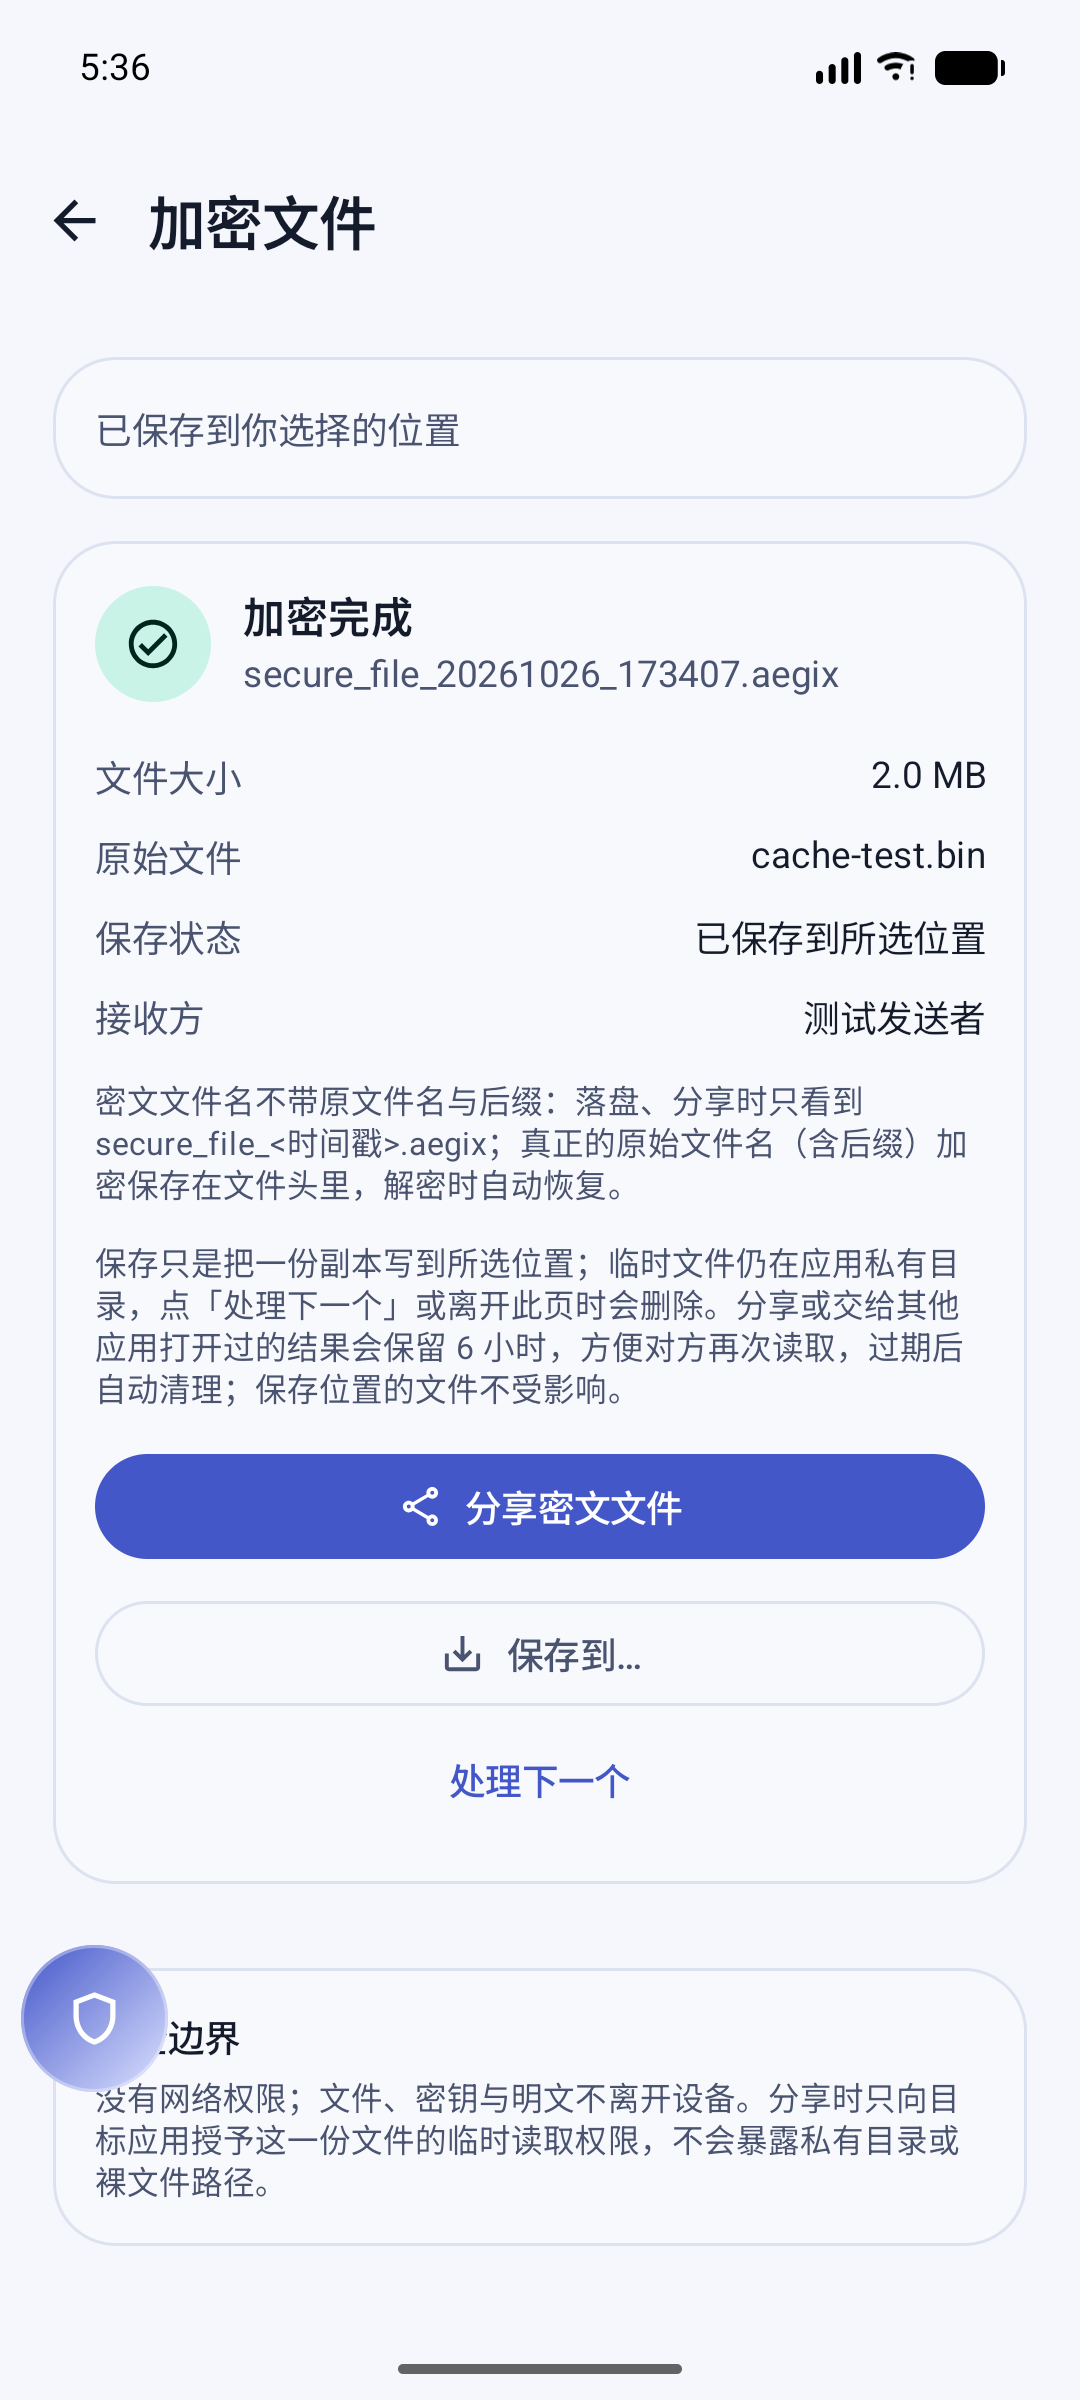 5:36
加密文件
已保存到你选择的位置
加密完成
secure_file_20261026_173407.aegix
文件大小 2.0 MB
原始文件 cache-test.bin
保存状态 已保存到所选位置
接收方 测试发送者
密文文件名不带原文件名与后缀：落盘、分享时只看到
secure_file_<时间戳>.aegix；真正的原始文件名（含后缀）加
密保存在文件头里，解密时自动恢复。
保存只是把一份副本写到所选位置；临时文件仍在应用私有目
录，点「处理下一个」或离开此页时会删除。分享或交给其他
应用打开过的结果会保留 6 小时，方便对方再次读取，过期后
自动清理；保存位置的文件不受影响。
分享密文文件
保存到...
处理下一个
边界
没有网络权限；文件、密钥与明文不离开设备。分享时只向目
标应用授予这一份文件的临时读取权限，不会暴露私有目录或
裸文件路径。